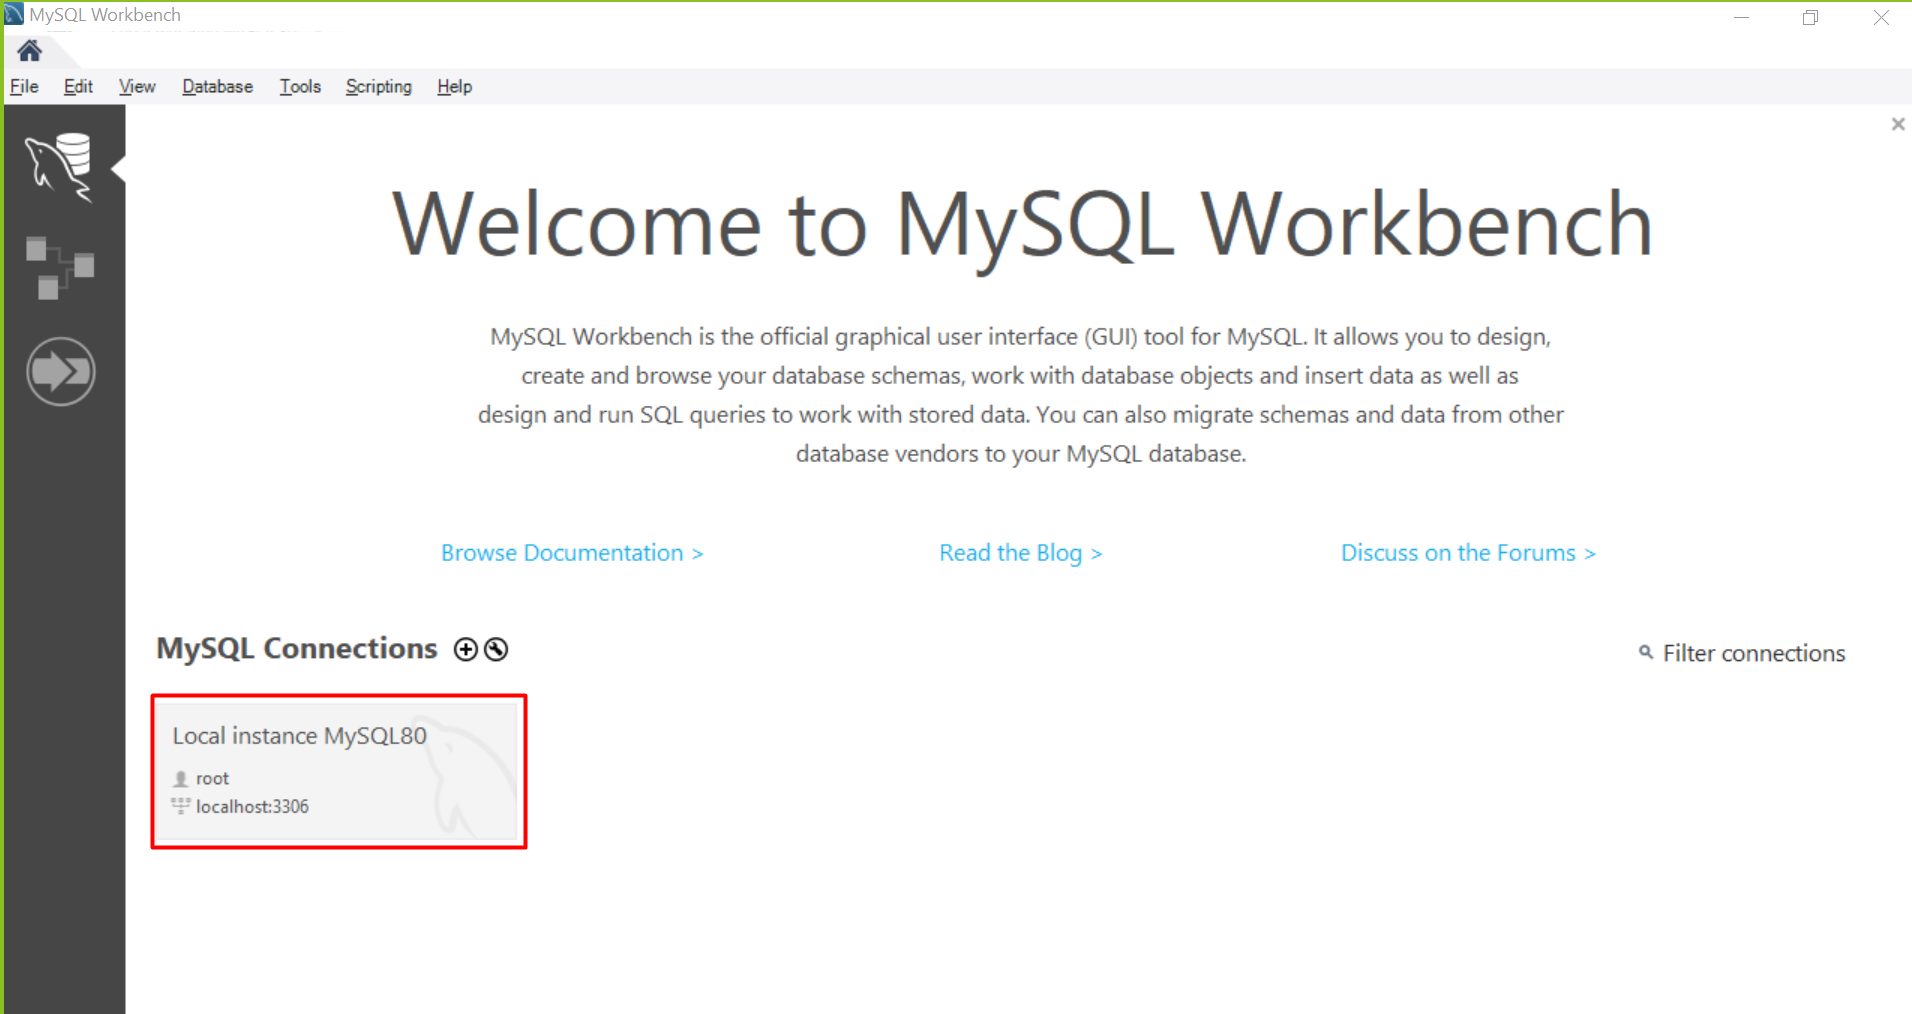 MySQL Workbench
File Edit View Database Tools Scripting Help
Welcome to MySQL Workbench
MySQL Workbench is the official graphical user interface (GUI) tool for MySQL. It allows you to design,
create and browse your database schemas, work with database objects and insert data as well as
design and run SQL queries to work with stored data. You can also migrate schemas and data from other
database vendors to your MySQL database.
Browse Documentation > Read the Blog > Discuss on the Forums >
MySQL Connections
Filter connections
Local instance MySQL80
root
localhost:3306